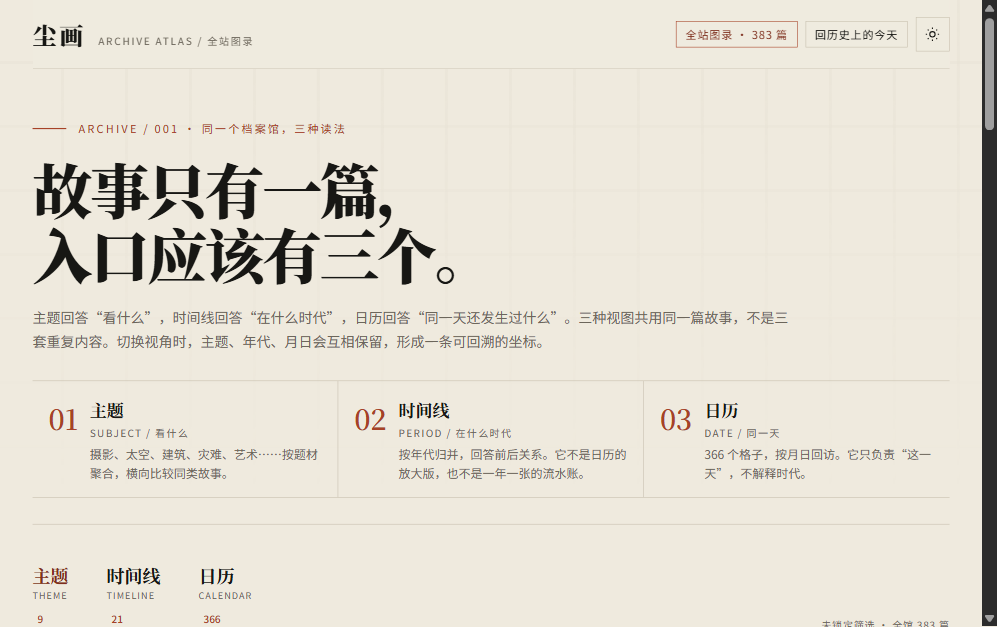 尘画 ARCHIVE ATLAS / 全站图录 全站图录 · 383 篇 回历史上的今天
ARCHIVE / 001 · 同一个档案馆，三种读法
故事只有一篇，
入口应该有三个。
主题回答“看什么”，时间线回答“在什么时代”，日历回答“同一天还发生过什么”。三种视图共用同一篇故事，不是三
套重复内容。切换视角时，主题、年代、月日会互相保留，形成一条可回溯的坐标。
01 主题
SUBJECT / 看什么
摄影、太空、建筑、灾难、艺术……按题材
聚合，横向比较同类故事。
02 时间线
PERIOD / 在什么时代
按年代归并，回答前后关系。它不是日历的
放大版，也不是一年一张的流水账。
03 日历
DATE / 同一天
366 个格子，按月日回访。它只负责“这一
天”，不解释时代。
主题 时间线 日历
THEME TIMELINE CALENDAR
9 21 366
未锁定筛选 · 全馆 383 篇